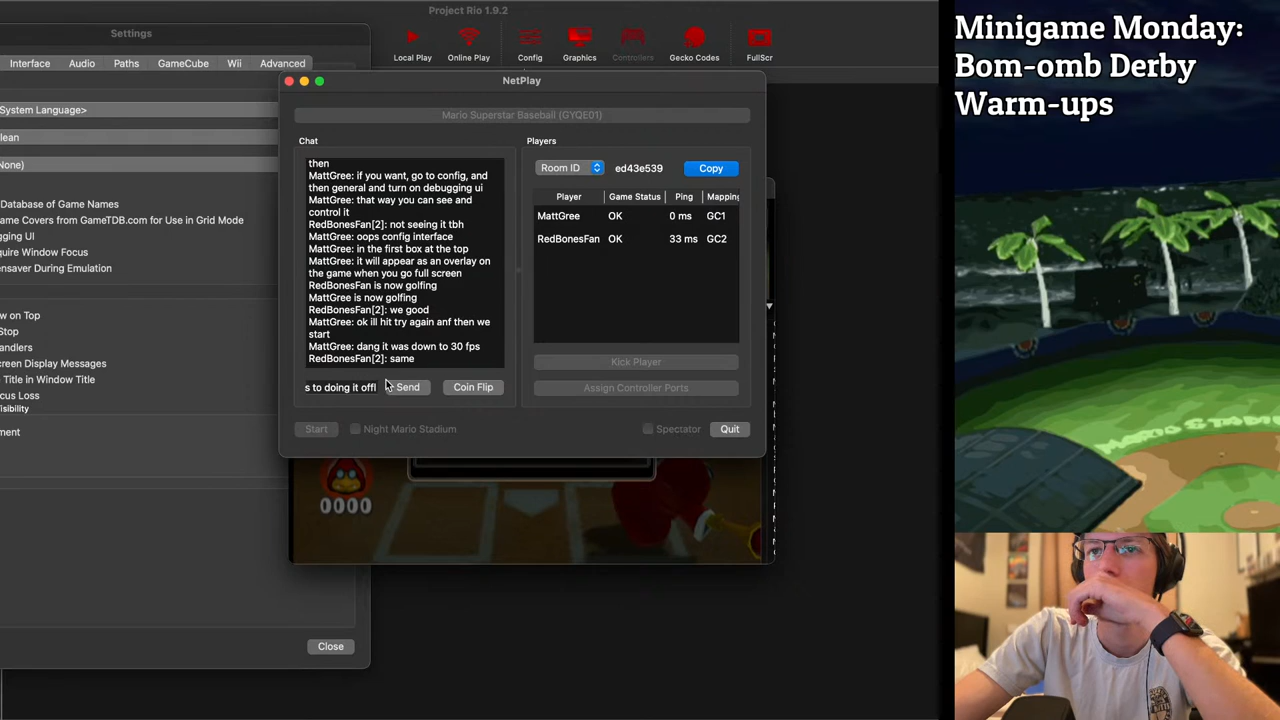 Project Rio 1.9.2
Settings
Interface Audio Paths GameCube Wii Advanced
Local Play Online Play Config Graphics Controllers Gecko Codes FullScr
NetPlay
Mario Superstar Baseball (GYQE01)
<System Language>
lean
None)
Database of Game Names
ame Covers from GameTDB.com for Use in Grid Mode
gging UI
quire Window Focus
ensaver During Emulation
w on Top
Stop
andlers
creen Display Messages
Title in Window Title
ocus Loss
isibility
ment
Close
Chat
then
MattGree: if you want, go to config, and
then general and turn on debugging ui
MattGree: that way you can see and
control it
RedBonesFan[2]: not seeing it tbh
MattGree: oops config interface
MattGree: in the first box at the top
MattGree: it will appear as an overlay on
the game when you go full screen
RedBonesFan is now golfing
MattGree is now golfing
RedBonesFan[2]: we good
MattGree: ok ill hit try again anf then we
start
MattGree: dang it was down to 30 fps
RedBonesFan[2]: same
s to doing it offl Send Coin Flip
Start Night Mario Stadium
Players
Room ID ed43e539 Copy
Player Game Status Ping Mapping
MattGree OK 0 ms GC1
RedBonesFan OK 33 ms GC2
Kick Player
Assign Controller Ports
Spectator Quit
0000
Minigame Monday:
Bom-omb Derby
Warm-ups
MARIO STADIUM